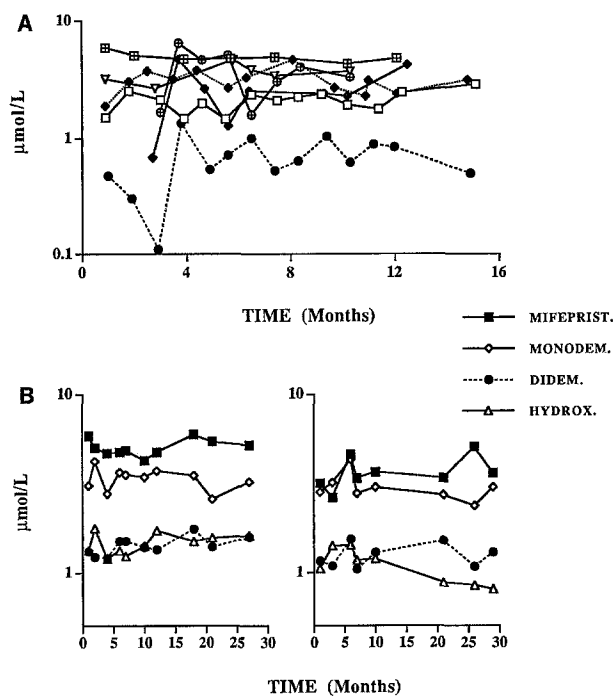 A
10
1
0.1
µmol/L
0
4
8
12
16
TIME (Months)
MIFEPRIST.
MONODEM.
DIDEM.
HYDROX.
B
10
1
µmol/L
0 5 10 15 20 25 30
10
1
0 5 10 15 20 25 30
TIME (Months)